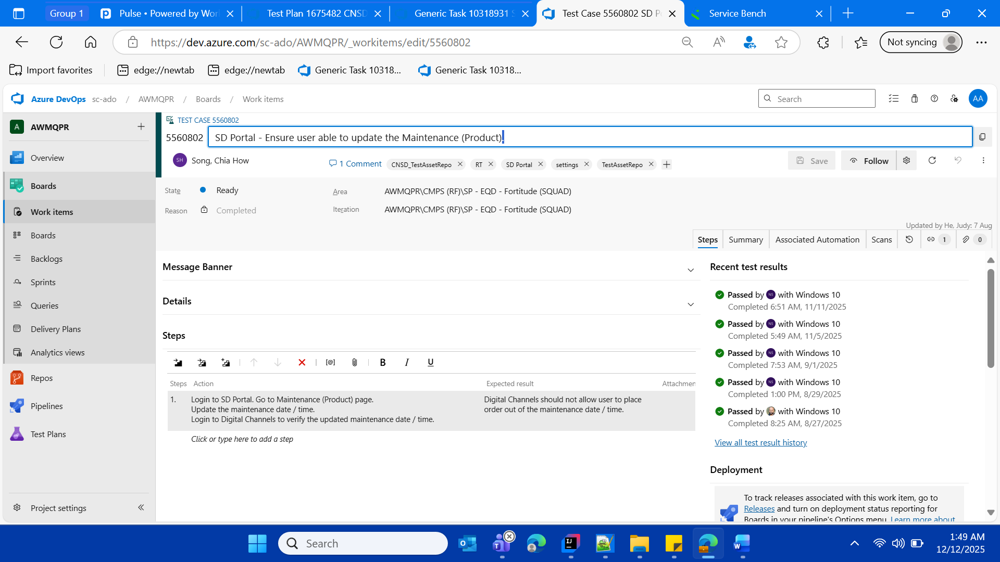 Group 1
Pulse • Powered by Wor
Test Plan 1675482 CNSD
Generic Task 10318931 S
Test Case 5560802 SD P
Service Bench
https://dev.azure.com/sc-ado/AWMQPR/_workitems/edit/5560802
Not syncing
Import favorites
edge://newtab
edge://newtab
Generic Task 10318...
Generic Task 10318...
Azure DevOps sc-ado / AWMQPR / Boards / Work items
Search
AA
A AWMQPR
Overview
Boards
Work items
Boards
Backlogs
Sprints
Queries
Delivery Plans
Analytics views
Repos
Pipelines
Test Plans
Project settings
TEST CASE 5560802
5560802 SD Portal - Ensure user able to update the Maintenance (Product).
SH Song, Chia How
1 Comment
CNSD_TestAssetRepo
RT
SD Portal
settings
TestAssetRepo
Save
Follow
State Ready
Area AWMQPR\CMPS (RF)\SP - EQD - Fortitude (SQUAD)
Reason Completed
Iteration AWMQPR\CMPS (RF)\SP - EQD - Fortitude (SQUAD)
Updated by He, Judy: 7 Aug
Steps Summary Associated Automation Scans 1 0
Message Banner
Details
Steps
[@] B I U
Steps Action Expected result Attachmen
1. Login to SD Portal. Go to Maintenance (Product) page.
Update the maintenance date / time.
Login to Digital Channels to verify the updated maintenance date / time.
Digital Channels should not allow user to place
order out of the maintenance date / time.
Click or type here to add a step
Recent test results
Passed by NS with Windows 10
Completed 6:51 AM, 11/11/2025
Passed by NS with Windows 10
Completed 5:49 AM, 11/5/2025
Passed by NS with Windows 10
Completed 7:53 AM, 9/1/2025
Passed by NS with Windows 10
Completed 1:00 PM, 8/29/2025
Passed by with Windows 10
Completed 8:25 AM, 8/27/2025
View all test result history
Deployment
To track releases associated with this work item, go to
Releases and turn on deployment status reporting for
Boards in your pipeline's Options menu. Learn more about
Search
1:49 AM
12/12/2025